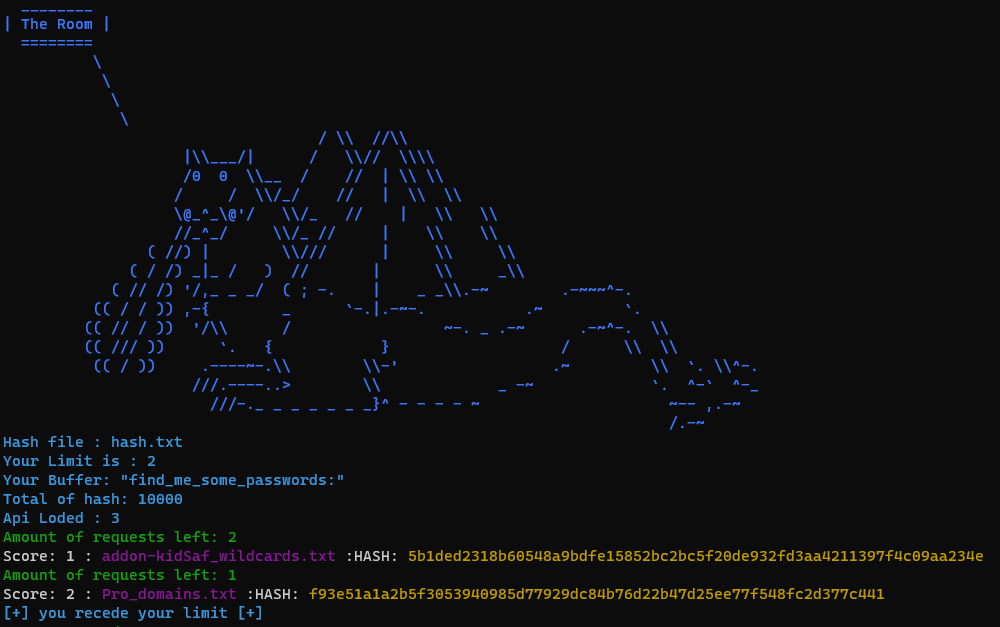 The Room
Hash file : hash.txt
Your Limit is : 2
Your Buffer: "find_me_some_passwords:"
Total of hash: 10000
Api Loded : 3
Amount of requests left: 2
Score: 1 : addon-kidSaf_wildcards.txt :HASH: 5b1ded2318b60548a9bdfe15852bc2bc5f20de932fd3aa4211397f4c09aa234e
Amount of requests left: 1
Score: 2 : Pro_domains.txt :HASH: f93e51a1a2b5f3053940985d77929dc84b76d22b47d25ee77f548fc2d377c441
[+] you recede your limit [+]